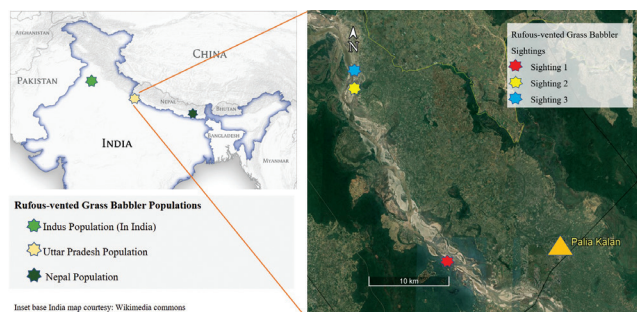 AFGHANISTAN
CHINA
PAKISTAN
NEPAL
BHUTAN
INDIA
BANGLADESH
MYANMAR
Rufous-vented Grass Babbler Populations
Indus Population (In India)
Uttar Pradesh Population
Nepal Population
Inset base India map courtesy: Wikimedia commons
N
Rufous-vented Grass Babbler
Sightings
Sighting 1
Sighting 2
Sighting 3
Palia Kalan
10 km